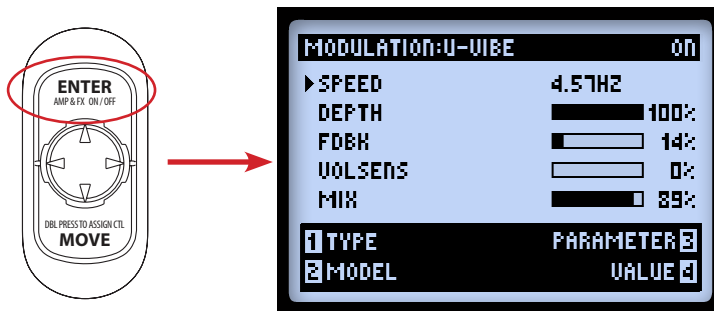 ENTER
AMP & FX ON / OFF
DBL PRESS TO ASSIGN CTL
MOVE
MODULATION:U-VIBE ON
SPEED 4.57HZ
DEPTH 100%
FDBK 14%
VOLSENS 0%
MIX 89%
1 TYPE PARAMETER 3
2 MODEL VALUE 4